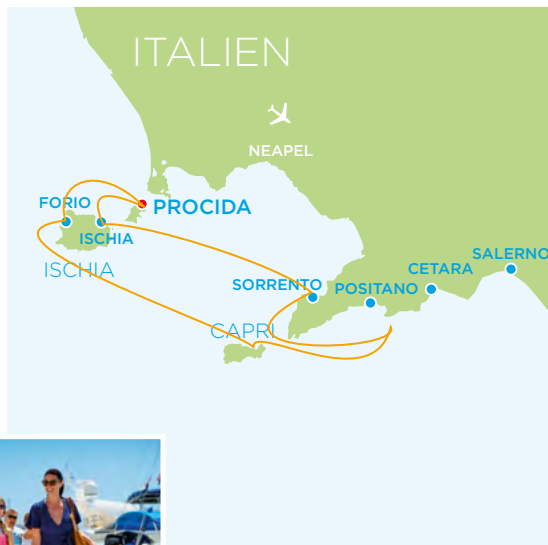 ITALIEN
NEAPEL
FORIO
PROCIDA
ISCHIA
ISCHIA
SALERNO
CETARA
SORRENTO
POSITANO
CAPRI